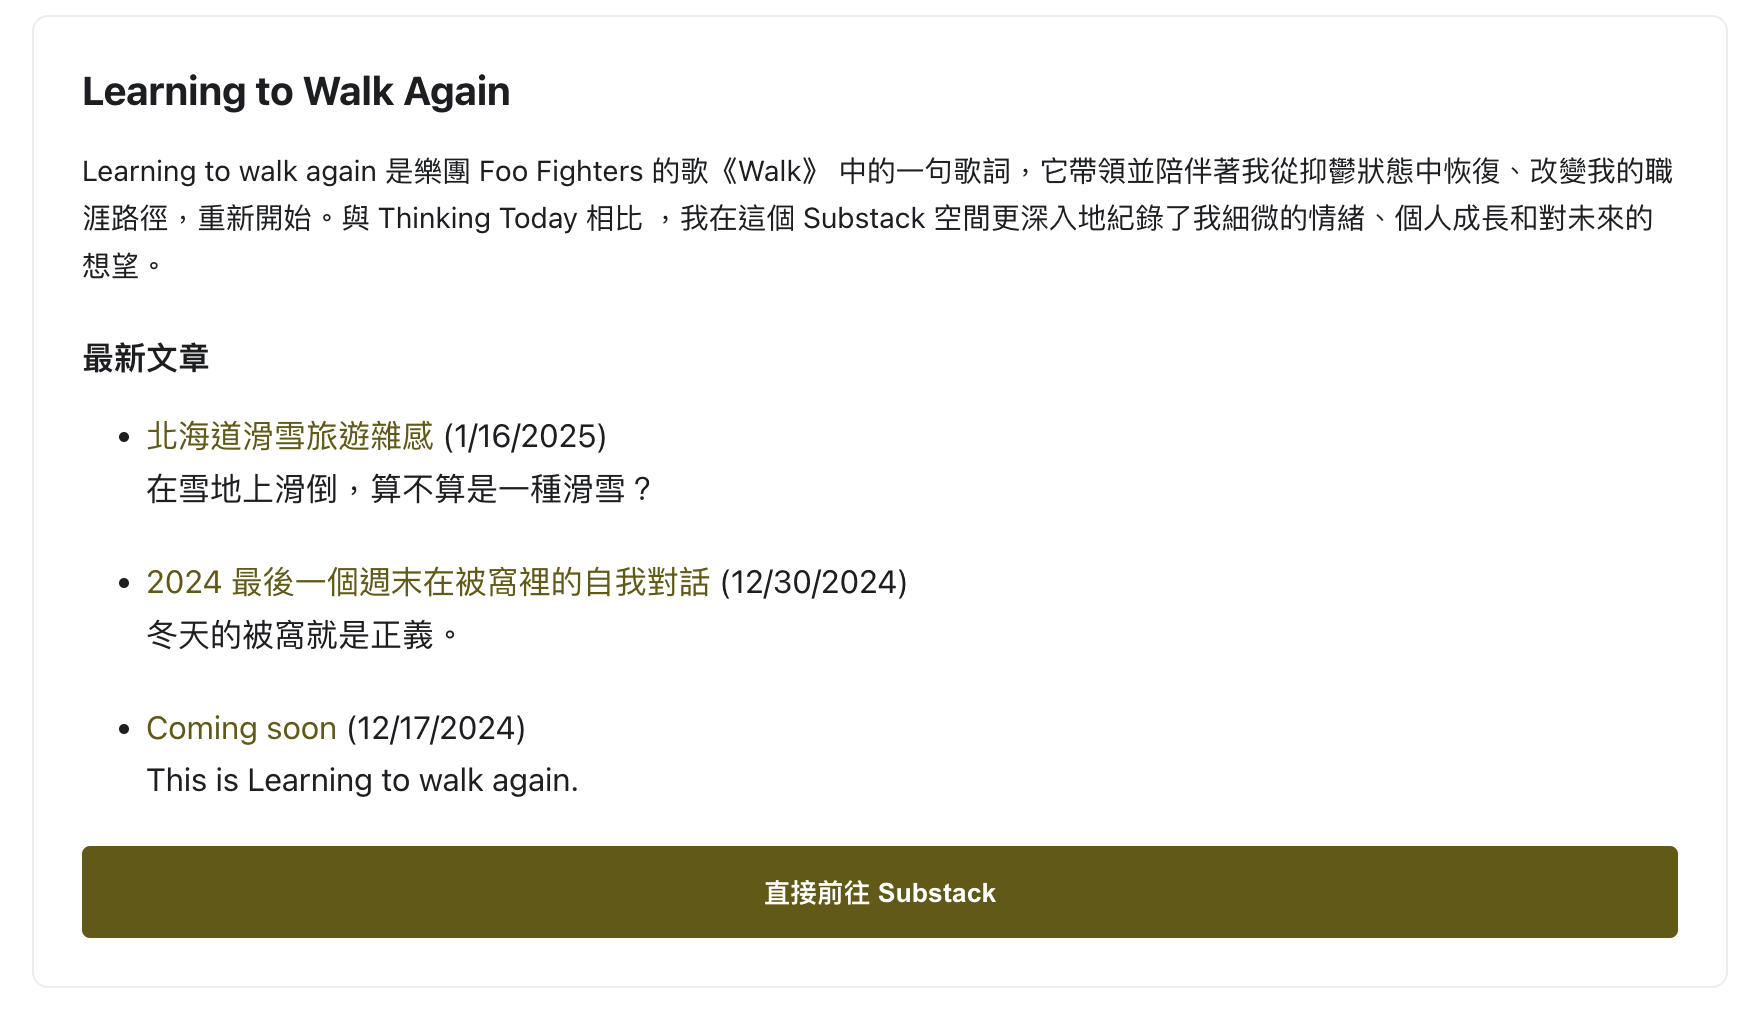 Learning to Walk Again
Learning to walk again 是樂團 Foo Fighters 的歌《Walk》 中的一句歌詞，它帶領並陪伴著我從抑鬱狀態中恢復、改變我的職
涯路徑，重新開始。與 Thinking Today 相比 ，我在這個 Substack 空間更深入地紀錄了我細微的情緒、個人成長和對未來的
想望。
最新文章
北海道滑雪旅遊雜感 (1/16/2025)
在雪地上滑倒，算不算是一種滑雪？
2024 最後一個週末在被窩裡的自我對話 (12/30/2024)
冬天的被窩就是正義。
Coming soon (12/17/2024)
This is Learning to walk again.
直接前往 Substack